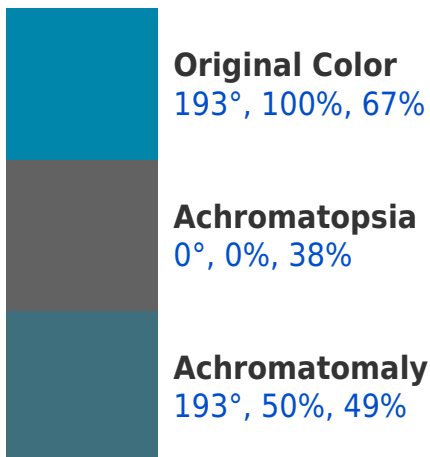 Original Color
193°, 100%, 67%
Achromatopsia
0°, 0%, 38%
Achromatomaly
193°, 50%, 49%